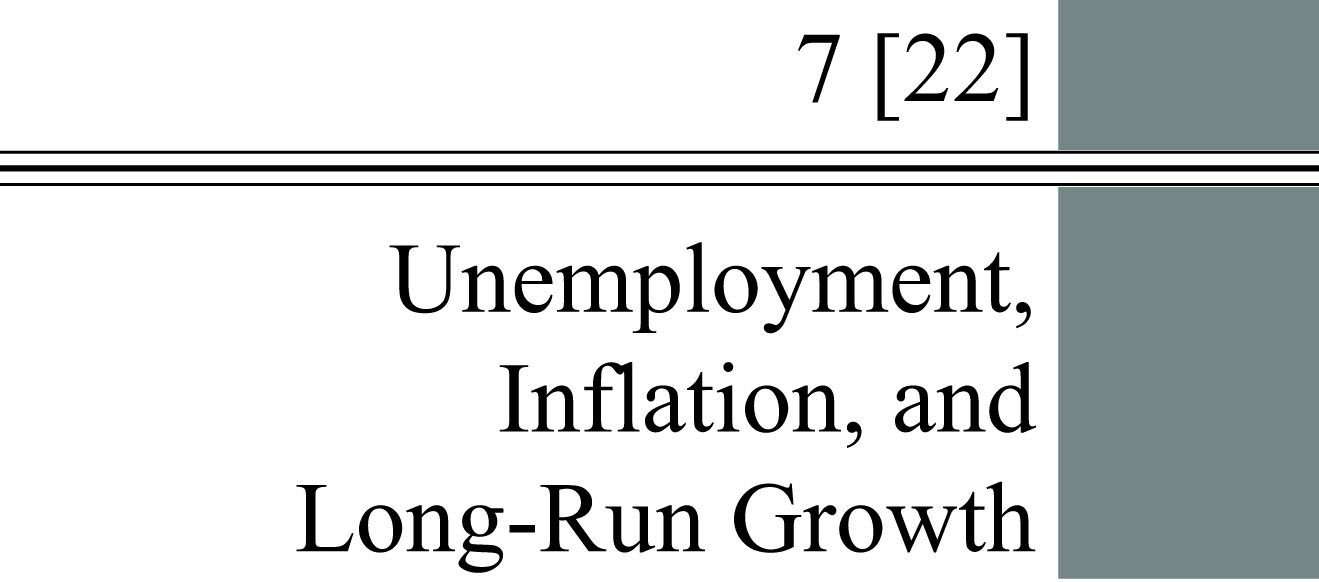 7 [22]
Unemployment,
Inflation, and
Long-Run Growth